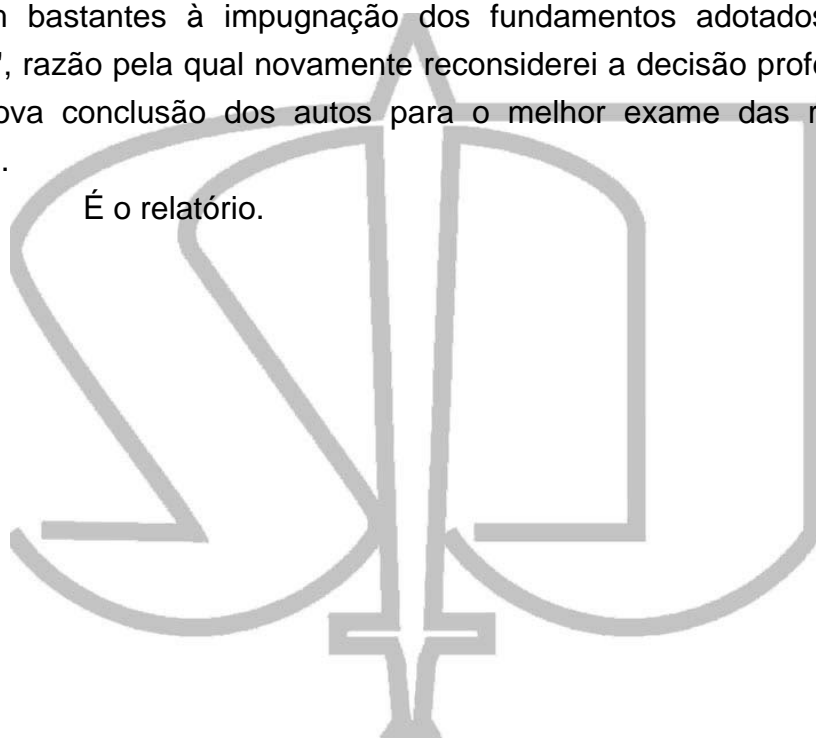 bastantes à impugnação dos fundamentos adotados
", razão pela qual novamente reconsiderei a decisão
conclusão dos autos para o melhor exame das
.
É o relatório.
STJ